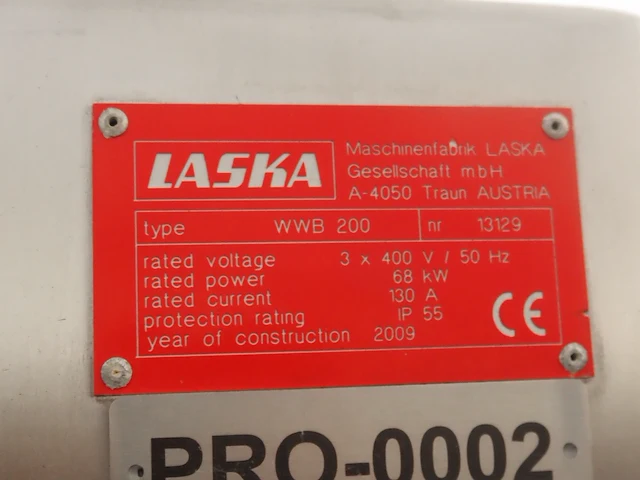 LASKA
Maschinenfabrik LASKA
Gesellschaft mbH
A-4050 Traun AUSTRIA
type WWB 200 nr 13129
rated voltage 3 x 400 V / 50 Hz
rated power 68 kW
rated current 130 A
protection rating IP 55
year of construction 2009
CE
PRO-0002